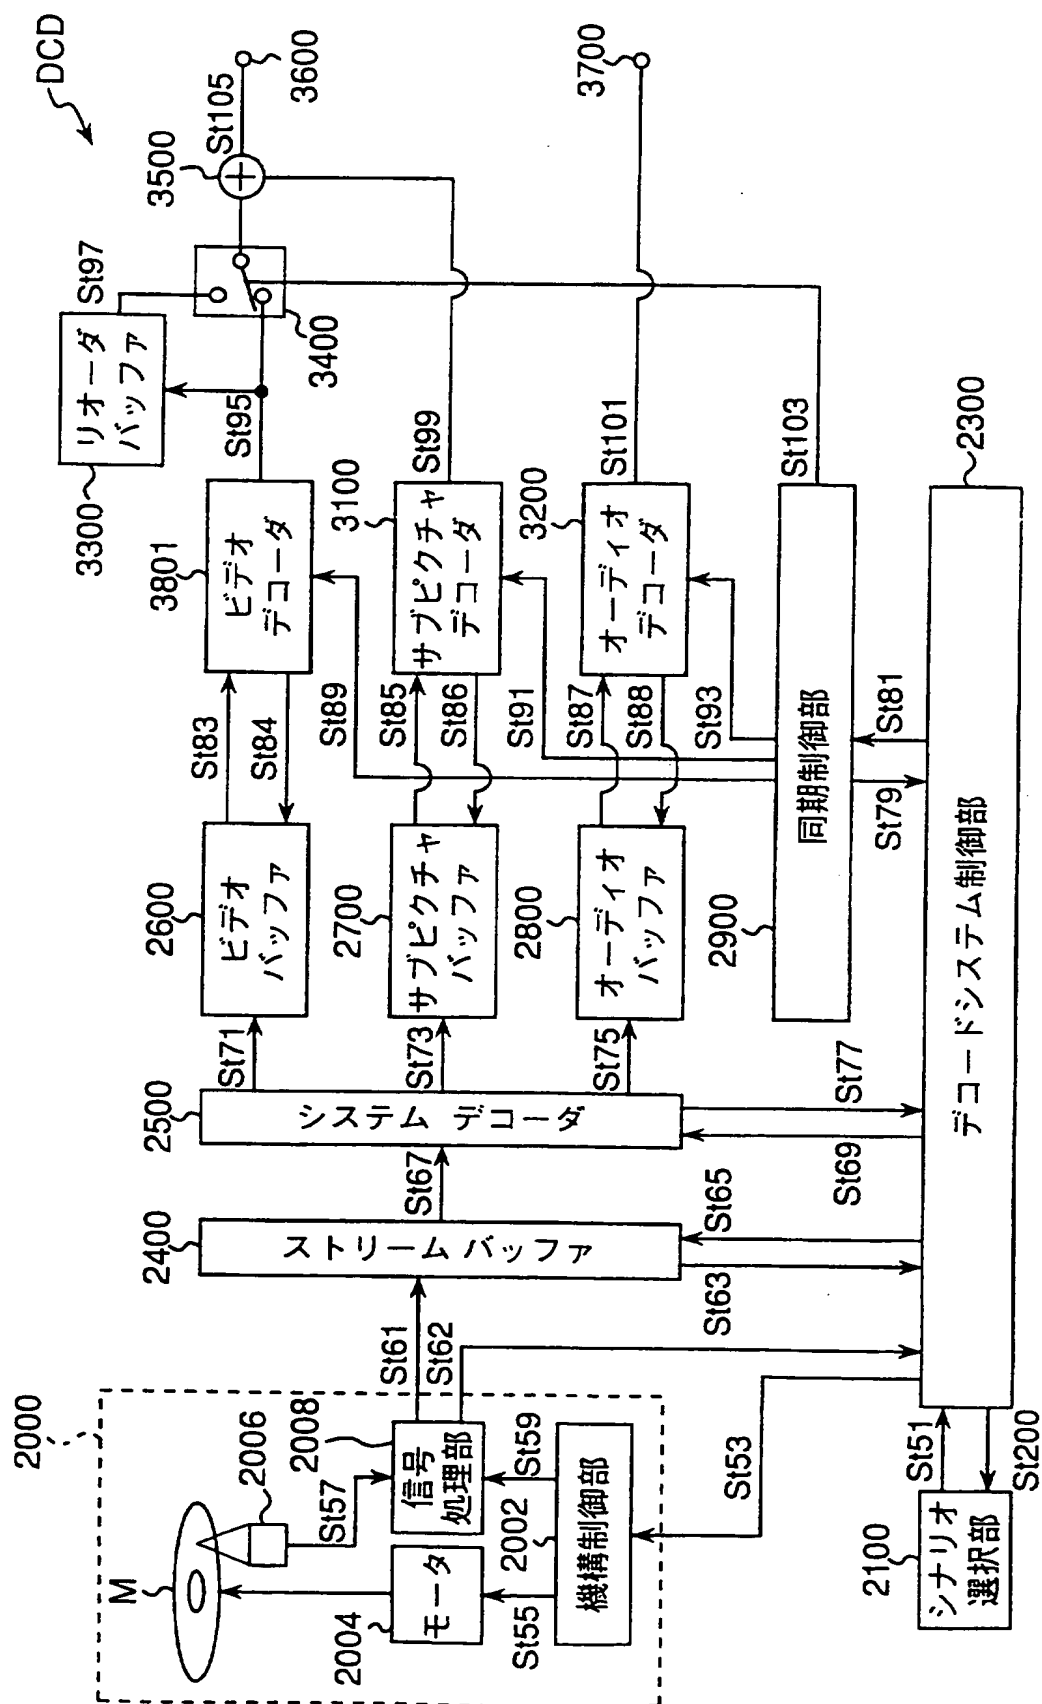 DCD
3500
St105
3600
3700
St97
リオーダ
バッファ
3300
3400
St95
3801
ビデオ
デコーダ
3100
サブピクチャ
デコーダ
St99
3200
オーディオ
デコーダ
St101
St103
2300
St83
St84
St89
St85
St86
St91
St87
St88
St93
同期制御部
St81
St79
2900
2600
ビデオ
バッファ
2700
サブピクチャ
バッファ
2800
オーディオ
バッファ
St71
St73
St75
2500
システム デコーダ
St77
St69
デコードシステム制御部
St67
2400
ストリーム バッファ
St65
St63
St61
St62
2000
2006
2008
M
St57
信号
処理部
St59
2002
モータ
2004
St55
機構制御部
St53
St51
St200
2100
シナリオ
選択部